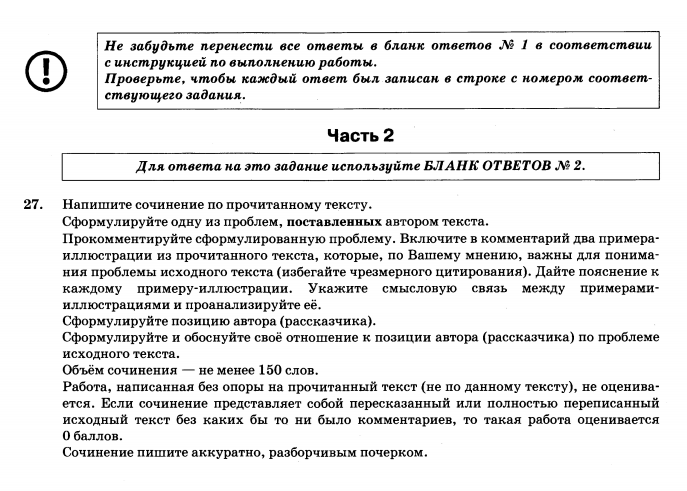 Не забудьте перенести все ответы в бланк ответов № 1 в соответствии
с инструкцией по выполнению работы.
Проверьте, чтобы каждый ответ был записан в строке с номером соответ-
ствующего задания.
Часть 2
Для ответа на это задание используйте БЛАНК ОТВЕТОВ № 2.
27. Напишите сочинение по прочитанному тексту.
Сформулируйте одну из проблем, поставленных автором текста.
Прокомментируйте сформулированную проблему. Включите в комментарий два примера-
иллюстрации из прочитанного текста, которые, по Вашему мнению, важны для понима-
ния проблемы исходного текста (избегайте чрезмерного цитирования). Дайте пояснение к
каждому примеру-иллюстрации. Укажите смысловую связь между примерами-
иллюстрациями и проанализируйте её.
Сформулируйте позицию автора (рассказчика).
Сформулируйте и обоснуйте своё отношение к позиции автора (рассказчика) по проблеме
исходного текста.
Объём сочинения — не менее 150 слов.
Работа, написанная без опоры на прочитанный текст (не по данному тексту), не оценива-
ется. Если сочинение представляет собой пересказанный или полностью переписанный
исходный текст без каких бы то ни было комментариев, то такая работа оценивается
0 баллов.
Сочинение пишите аккуратно, разборчивым почерком.